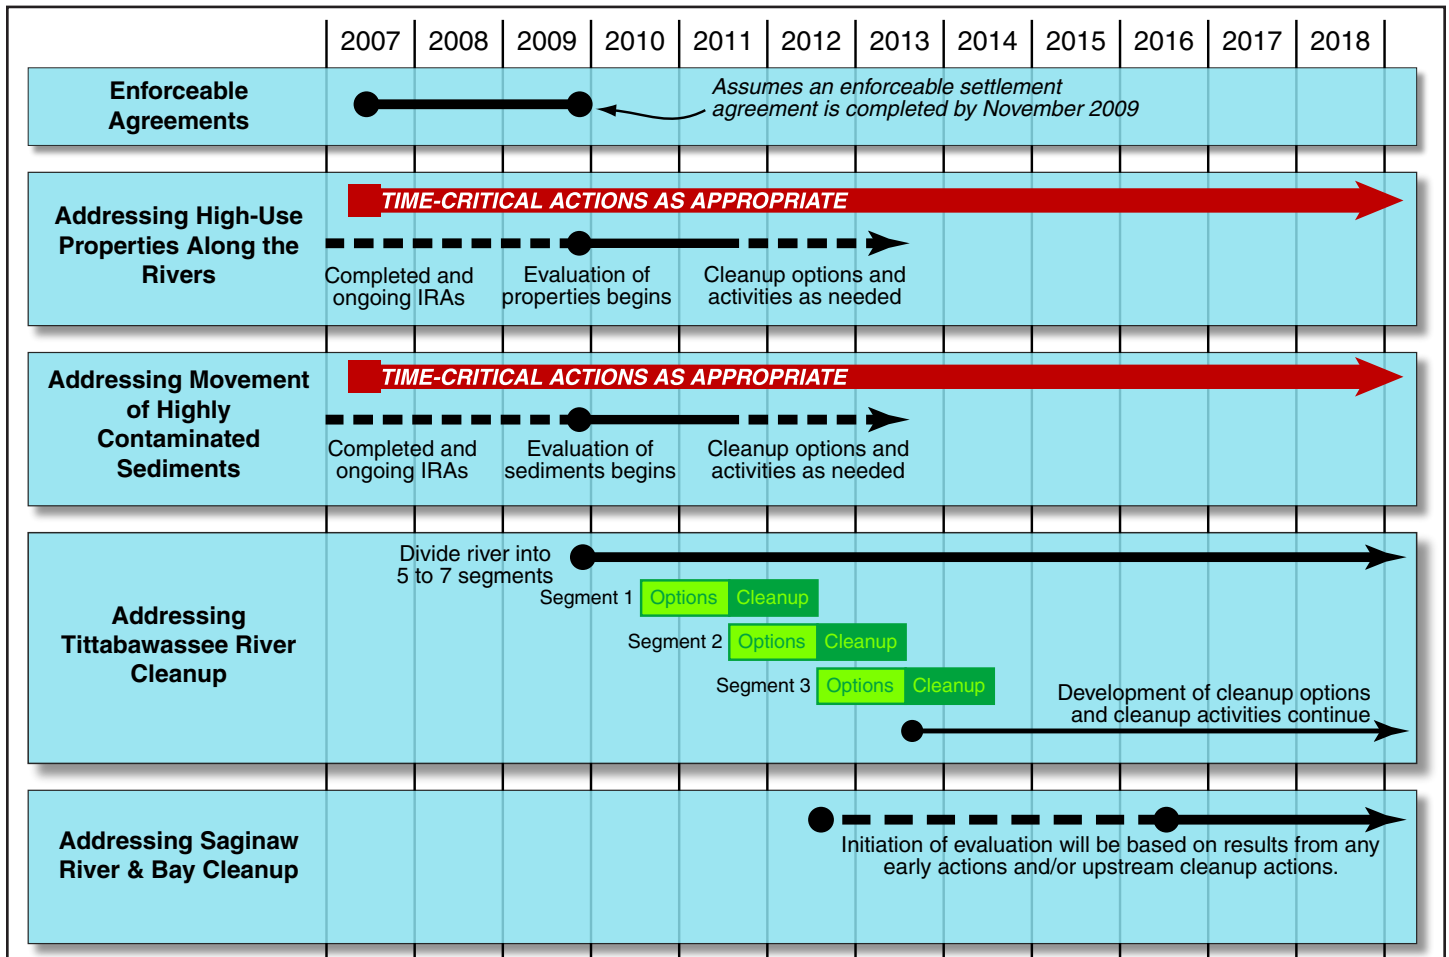 2007 2008 2009 2010 2011 2012 2013 2014 2015 2016 2017 2018
Enforceable
Agreements
Assumes an enforceable settlement
agreement is completed by November 2009
Addressing High-Use
Properties Along the
Rivers
TIME-CRITICAL ACTIONS AS APPROPRIATE
Completed and
ongoing IRAs
Evaluation of
properties begins
Cleanup options and
activities as needed
Addressing Movement
of Highly
Contaminated
Sediments
TIME-CRITICAL ACTIONS AS APPROPRIATE
Completed and
ongoing IRAs
Evaluation of
sediments begins
Cleanup options and
activities as needed
Addressing
Tittabawassee River
Cleanup
Divide river into
5 to 7 segments
Segment 1 Options Cleanup
Segment 2 Options Cleanup
Segment 3 Options Cleanup
Development of cleanup options
and cleanup activities continue
Addressing Saginaw
River & Bay Cleanup
Initiation of evaluation will be based on results from any
early actions and/or upstream cleanup actions.